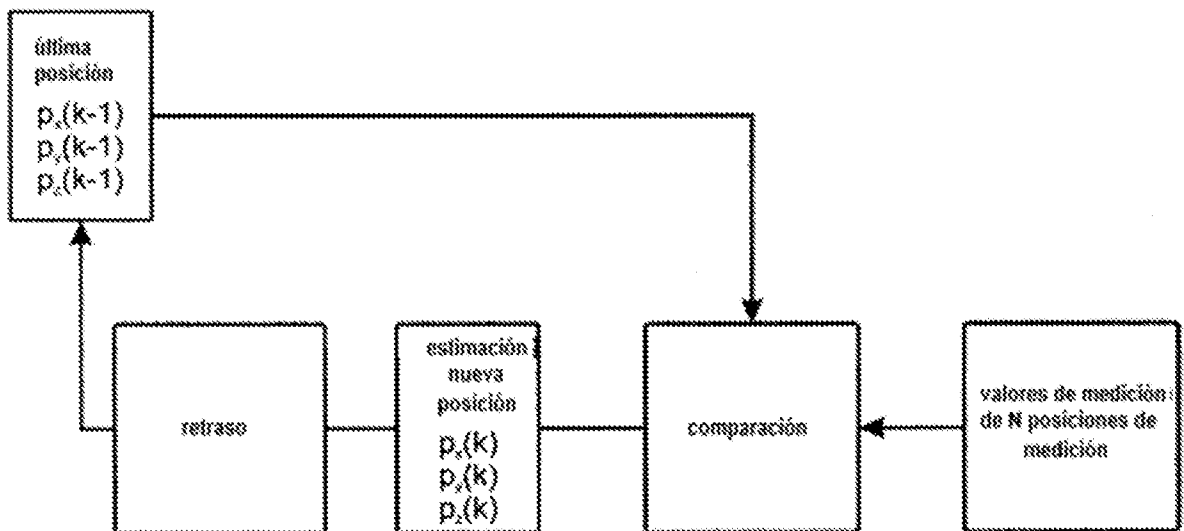 última
posición
pₓ(k-1)
pᵧ(k-1)
p_z(k-1)
retraso
estimación
nueva
posición
pₓ(k)
pᵧ(k)
p_z(k)
comparación
valores de medición
de N posiciones de
medición